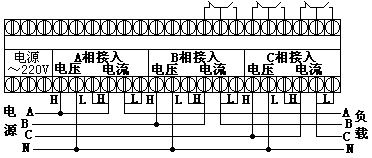 电源 A相接入 B相接入 C相接入
～220V 电压 电流 电压 电流 电压 电流
H L H L H L H L H L H L
电源 A A 负载
B B
C C
N N